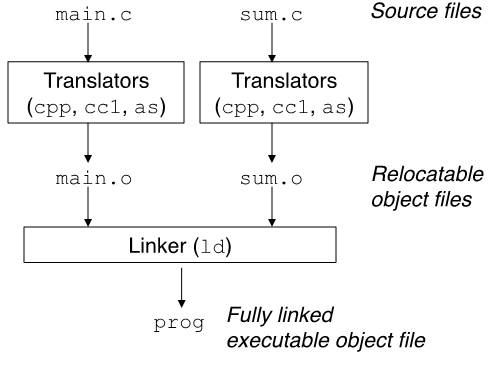 main.c sum.c Source files
Translators Translators
(cpp, cc1, as) (cpp, cc1, as)
main.o sum.o Relocatable
object files
Linker (ld)
prog Fully linked
executable object file